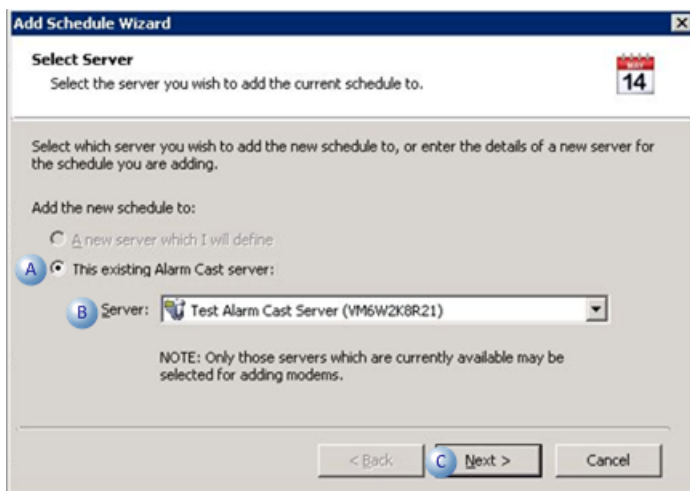 Add Schedule Wizard
Select Server
Select the server you wish to add the current schedule to.
MAY
14
Select which server you wish to add the new schedule to, or enter the details of a new server for
the schedule you are adding.
Add the new schedule to:
A new server which I will define
A This existing Alarm Cast server:
B Server: Test Alarm Cast Server (VM6W2K8R21)
NOTE: Only those servers which are currently available may be
selected for adding modems.
< Back C Next > Cancel